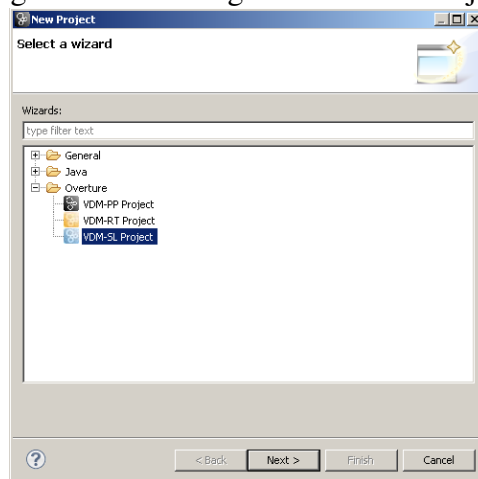 New Project
Select a wizard
Wizards:
type filter text
General
Java
Overture
VDM-PP Project
VDM-RT Project
VDM-SL Project
?
< Back
Next >
Finish
Cancel